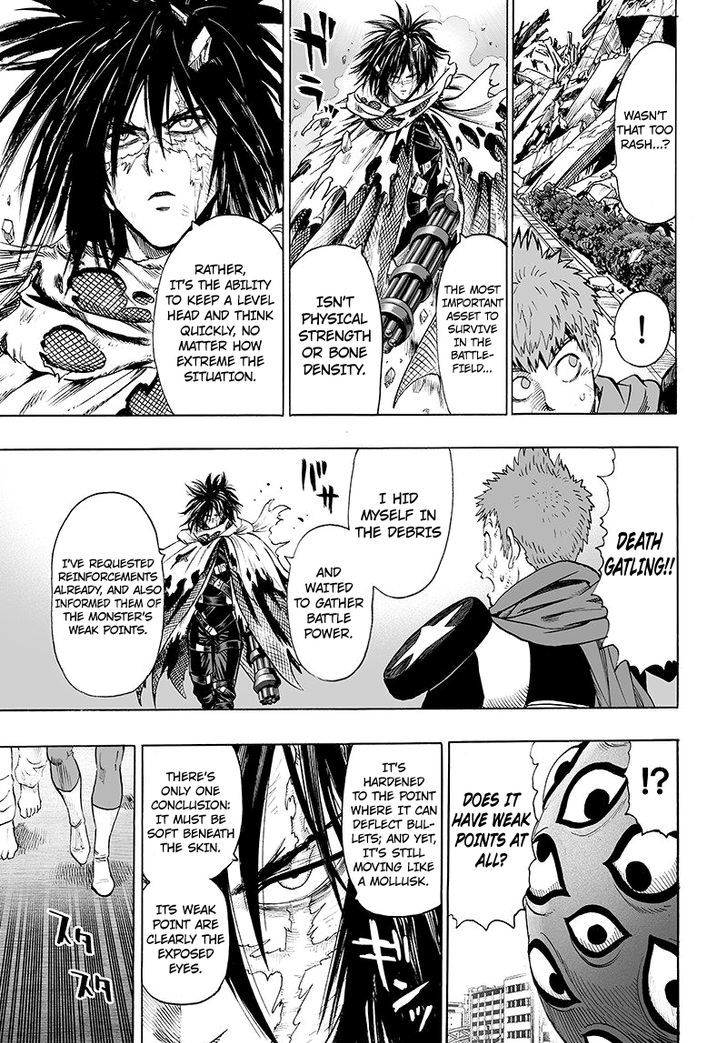 WASN'T
THAT TOO
RASH...?
!
THE MOST
IMPORTANT
ASSET TO
SURVIVE
IN THE
BATTLE-
FIELD...
ISN'T
PHYSICAL
STRENGTH
OR BONE
DENSITY.
ザッ
RATHER,
IT'S THE ABILITY
TO KEEP A LEVEL
HEAD AND THINK
QUICKLY, NO
MATTER HOW
EXTREME THE
SITUATION.
DEATH
GATLING!!
I HID
MYSELF IN
THE DEBRIS
AND
WAITED
TO GATHER
BATTLE
POWER.
バサ
I'VE REQUESTED
REINFORCEMENTS
ALREADY, AND ALSO
INFORMED THEM OF
THE MONSTER'S
WEAK POINTS.
!?
DOES IT
HAVE WEAK
POINTS AT
ALL?
IT'S
HARDENED
TO THE POINT
WHERE IT CAN
DEFLECT BUL-
LETS; AND YET,
IT'S STILL
MOVING LIKE
A MOLLUSK.
THERE'S
ONLY ONE
CONCLUSION:
IT MUST BE
SOFT BENEATH
THE SKIN.
ITS WEAK
POINT ARE
CLEARLY THE
EXPOSED
EYES.
スタ
スタ